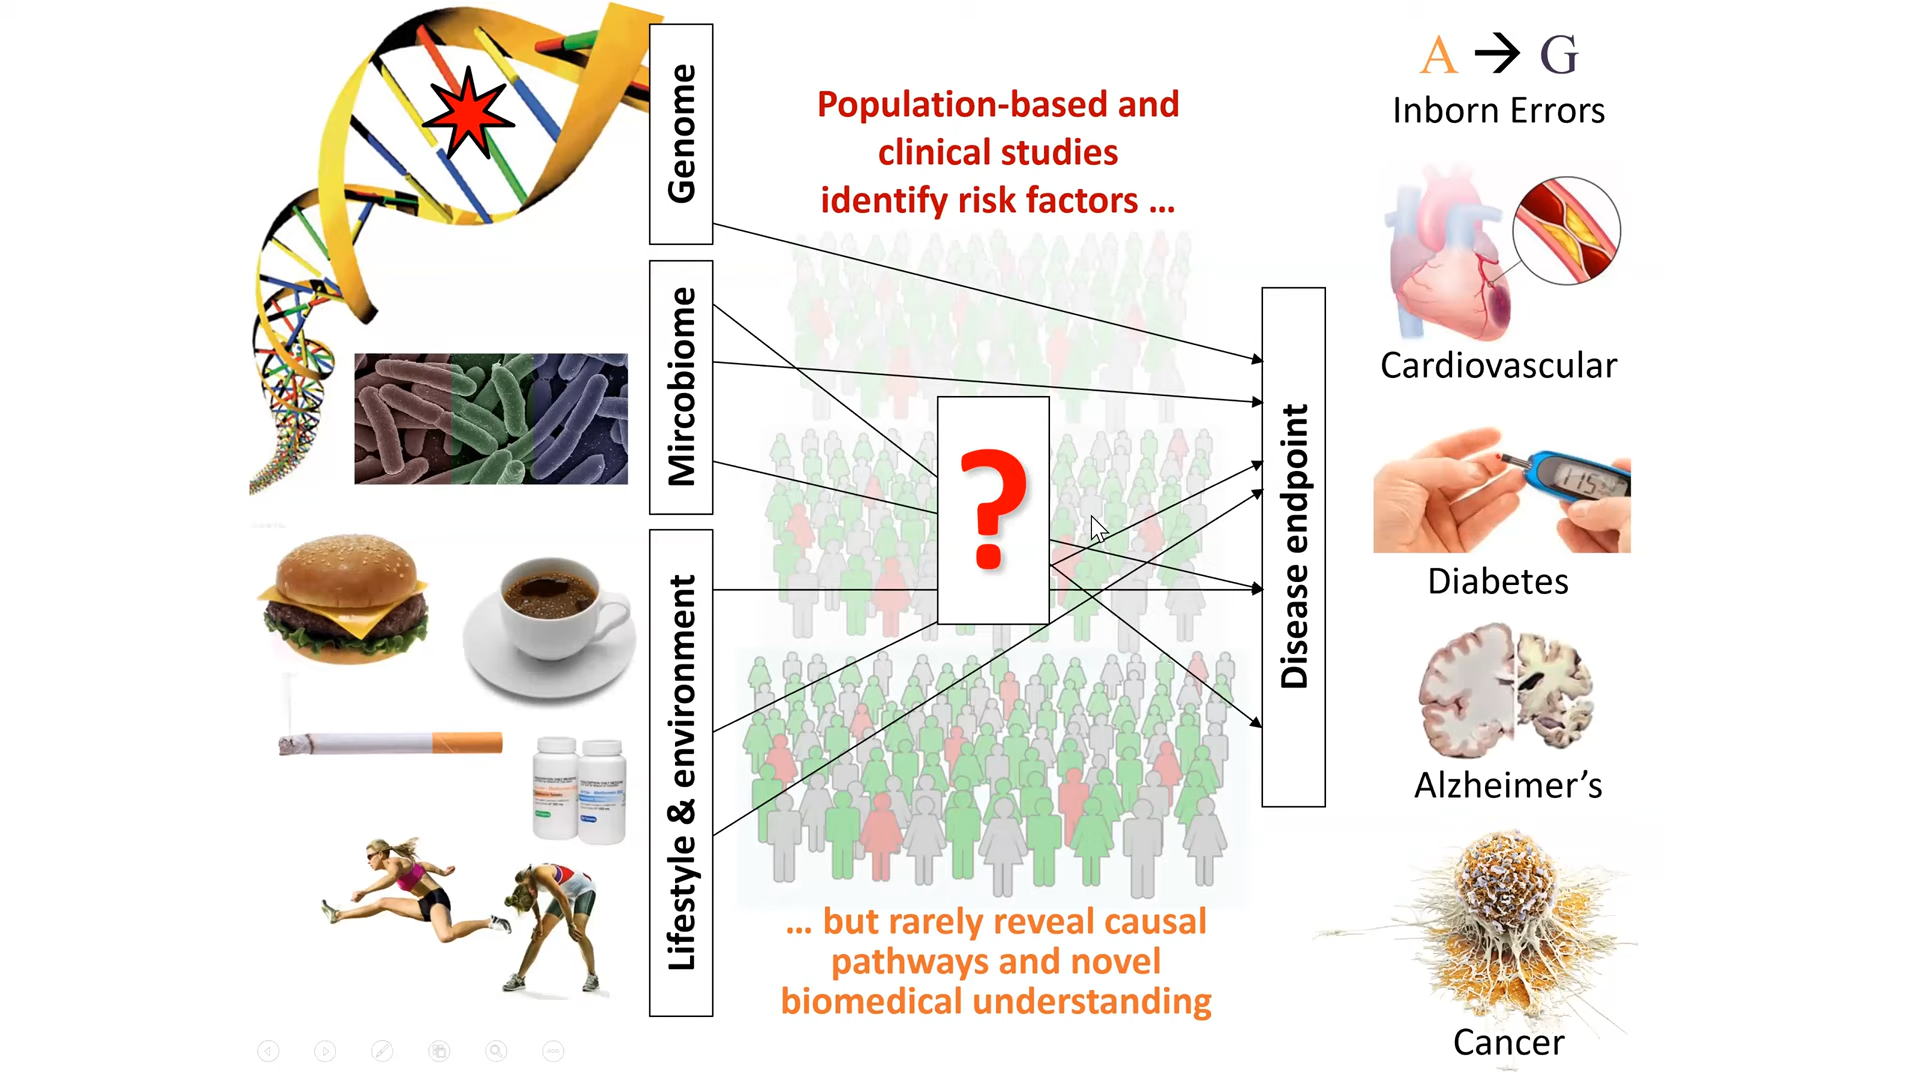 Genome
Mircobiome
Lifestyle & environment
Population-based and
clinical studies
identify risk factors ...
?
... but rarely reveal causal
pathways and novel
biomedical understanding
Disease endpoint
A → G
Inborn Errors
Cardiovascular
115
Diabetes
Alzheimer’s
Cancer